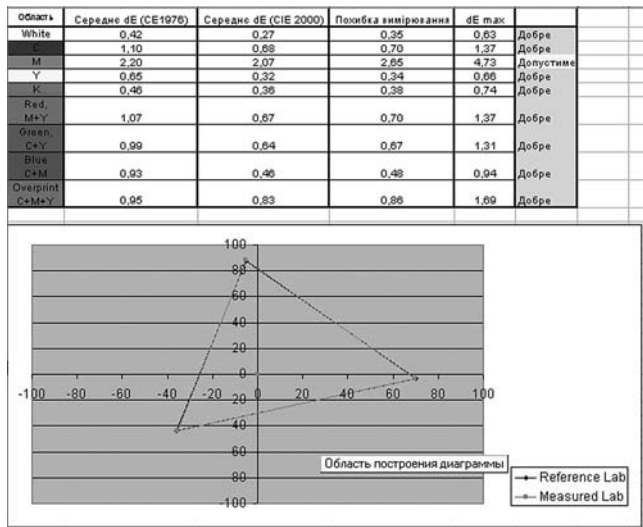 Область Середнє dE (CE1976) Середнє dE (CIE 2000) Похибка вимірювання dE max
White 0,42 0,27 0,35 0,63 Добре
C 1,10 0,68 0,70 1,37 Добре
M 2,20 2,07 2,65 4,73 Допустиме
Y 0,65 0,32 0,34 0,66 Добре
K 0,46 0,36 0,38 0,74 Добре
Red,
M+Y 1,07 0,67 0,70 1,37 Добре
Green,
C+Y 0,99 0,64 0,67 1,31 Добре
Blue
C+M 0,93 0,46 0,48 0,94 Добре
Overprint
C+M+Y 0,95 0,83 0,86 1,69 Добре
100
80
60
40
20
0
-100 -80 -60 -40 -20 0 20 40 60 80 100
20
40
60
80
-100
Область построения диаграммы
Reference Lab
Measured Lab